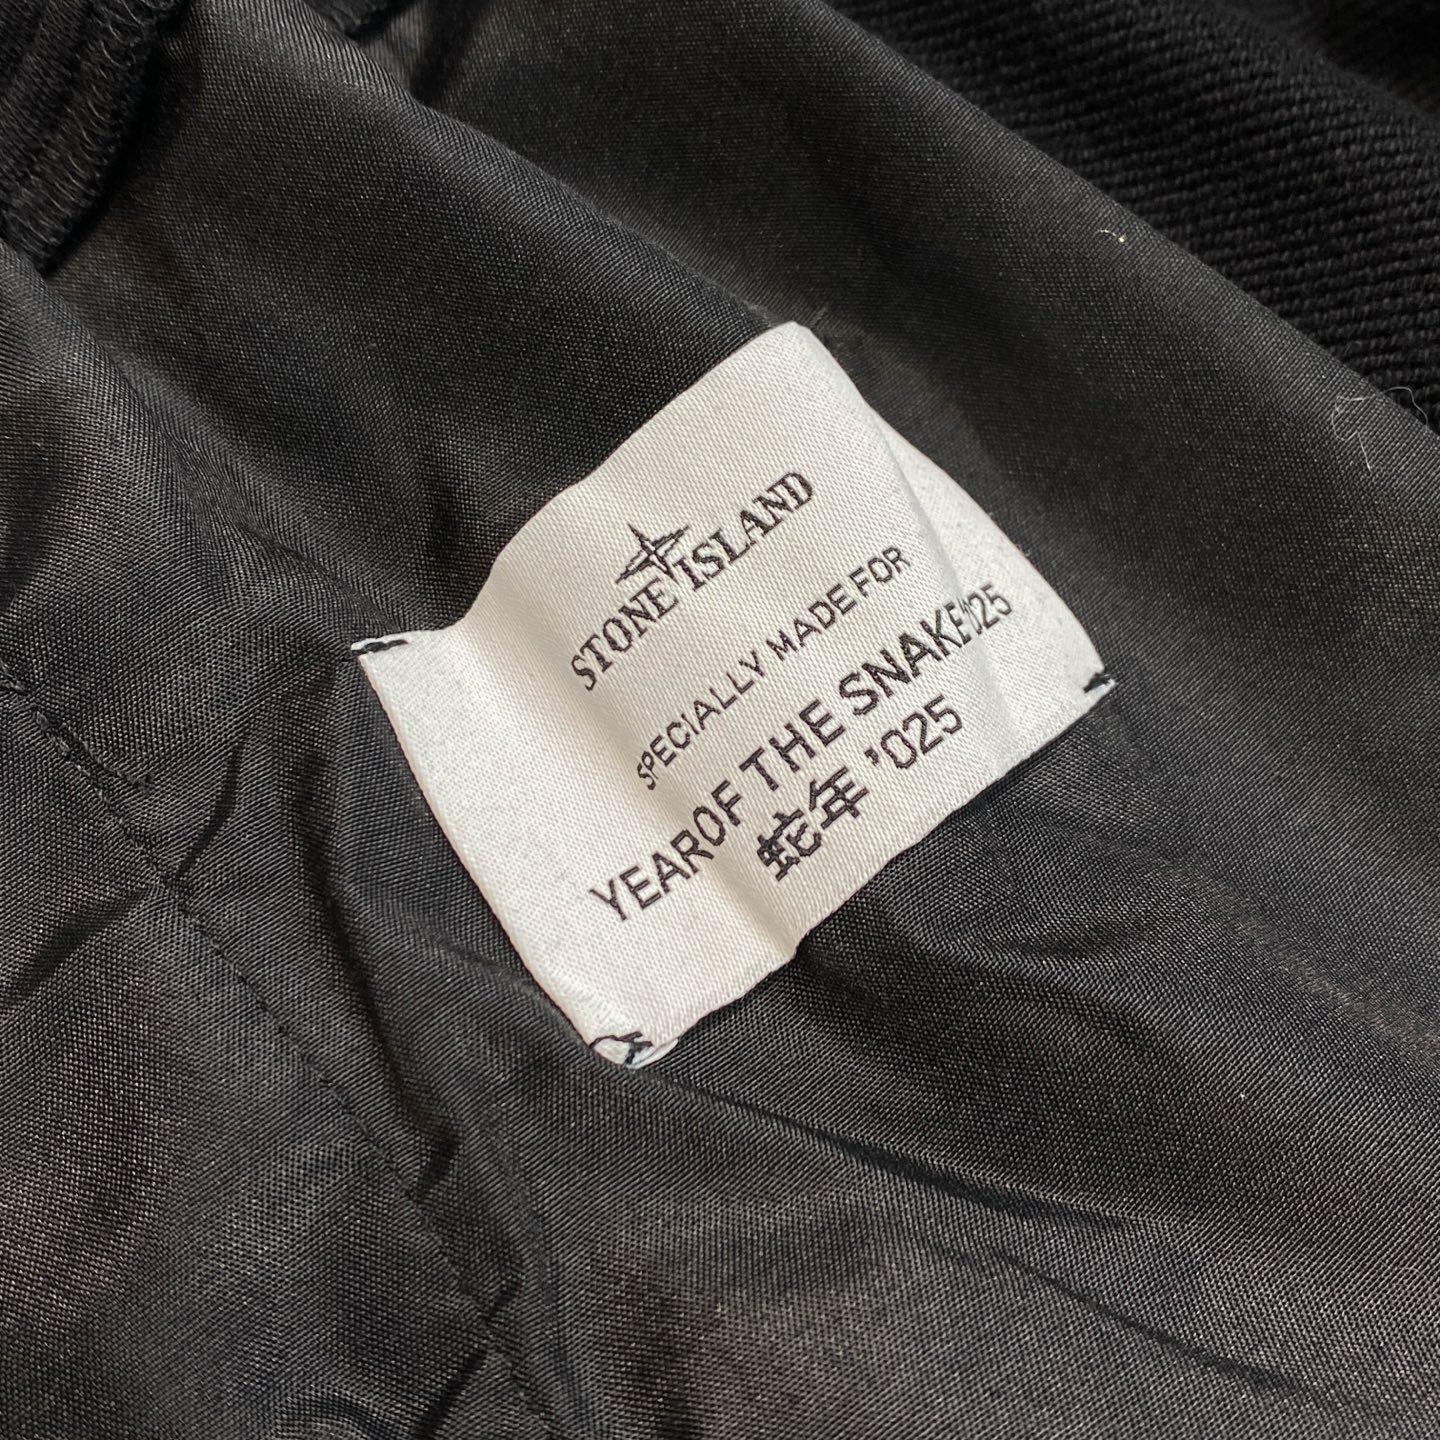 STONE ISLAND
SPECIALLY MADE FOR
YEAROF THE SNAKE'025
蛇年 '025